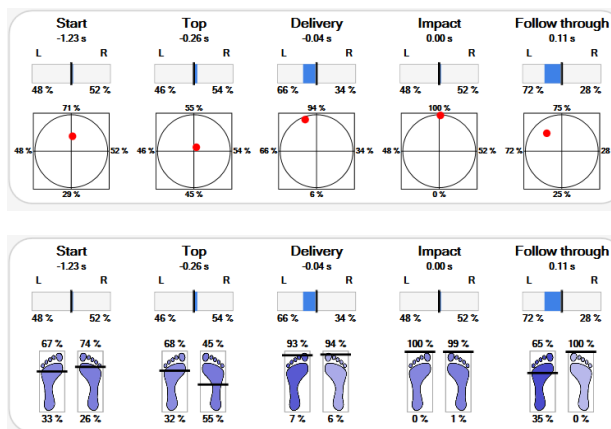 Start Top Delivery Impact Follow through
-1.23 s -0.26 s -0.04 s 0.00 s 0.11 s
L R L R L R L R L R
48 % 52 % 46 % 54 % 66 % 34 % 48 % 52 % 72 % 28 %
71 % 55 % 94 % 100 % 75 %
48 % 52 % 46 % 54 % 66 % 34 % 48 % 52 % 72 % 28
29 % 45 % 6 % 0 % 25 %
Start Top Delivery Impact Follow through
-1.23 s -0.26 s -0.04 s 0.00 s 0.11 s
L R L R L R L R L R
48 % 52 % 46 % 54 % 66 % 34 % 48 % 52 % 72 % 28 %
67 % 74 % 68 % 45 % 93 % 94 % 100 % 99 % 65 % 100 %
33 % 26 % 32 % 55 % 7 % 6 % 0 % 1 % 35 % 0 %